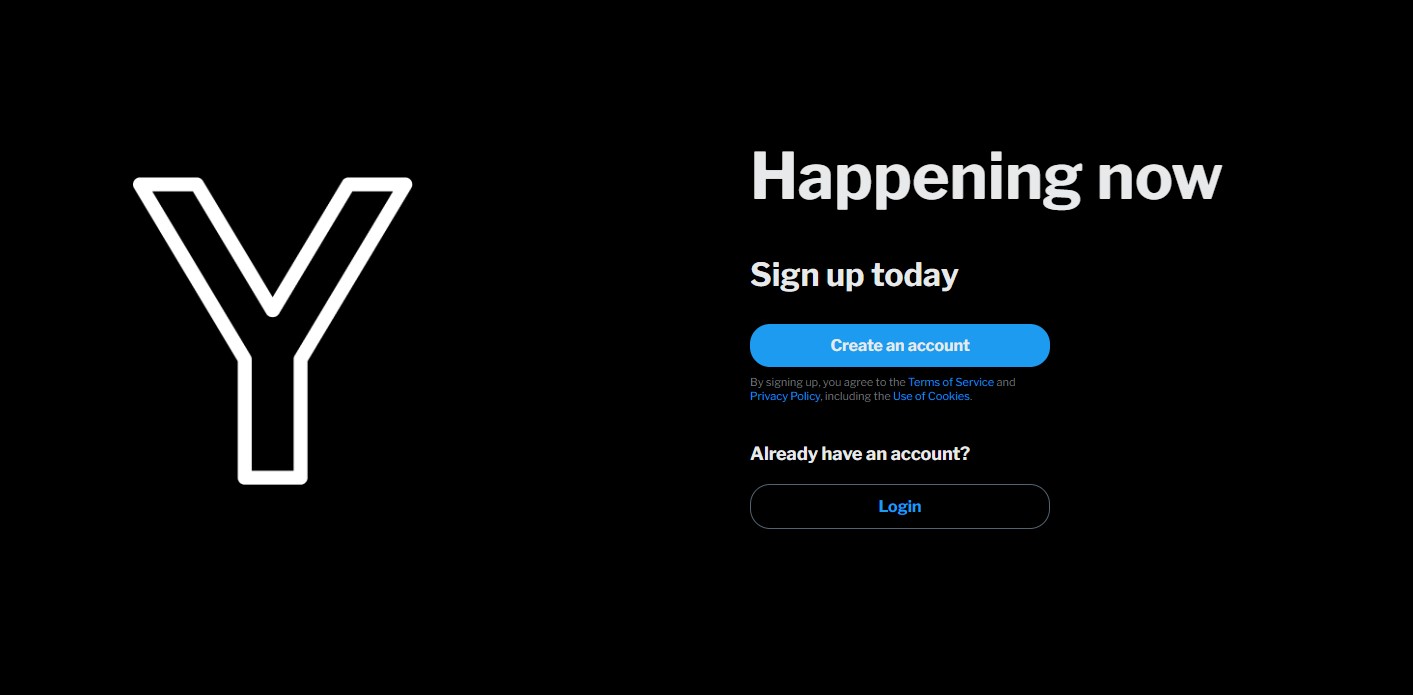 Y
Happening now
Sign up today
Create an account
By signing up, you agree to the Terms of Service and
Privacy Policy, including the Use of Cookies.
Already have an account?
Login